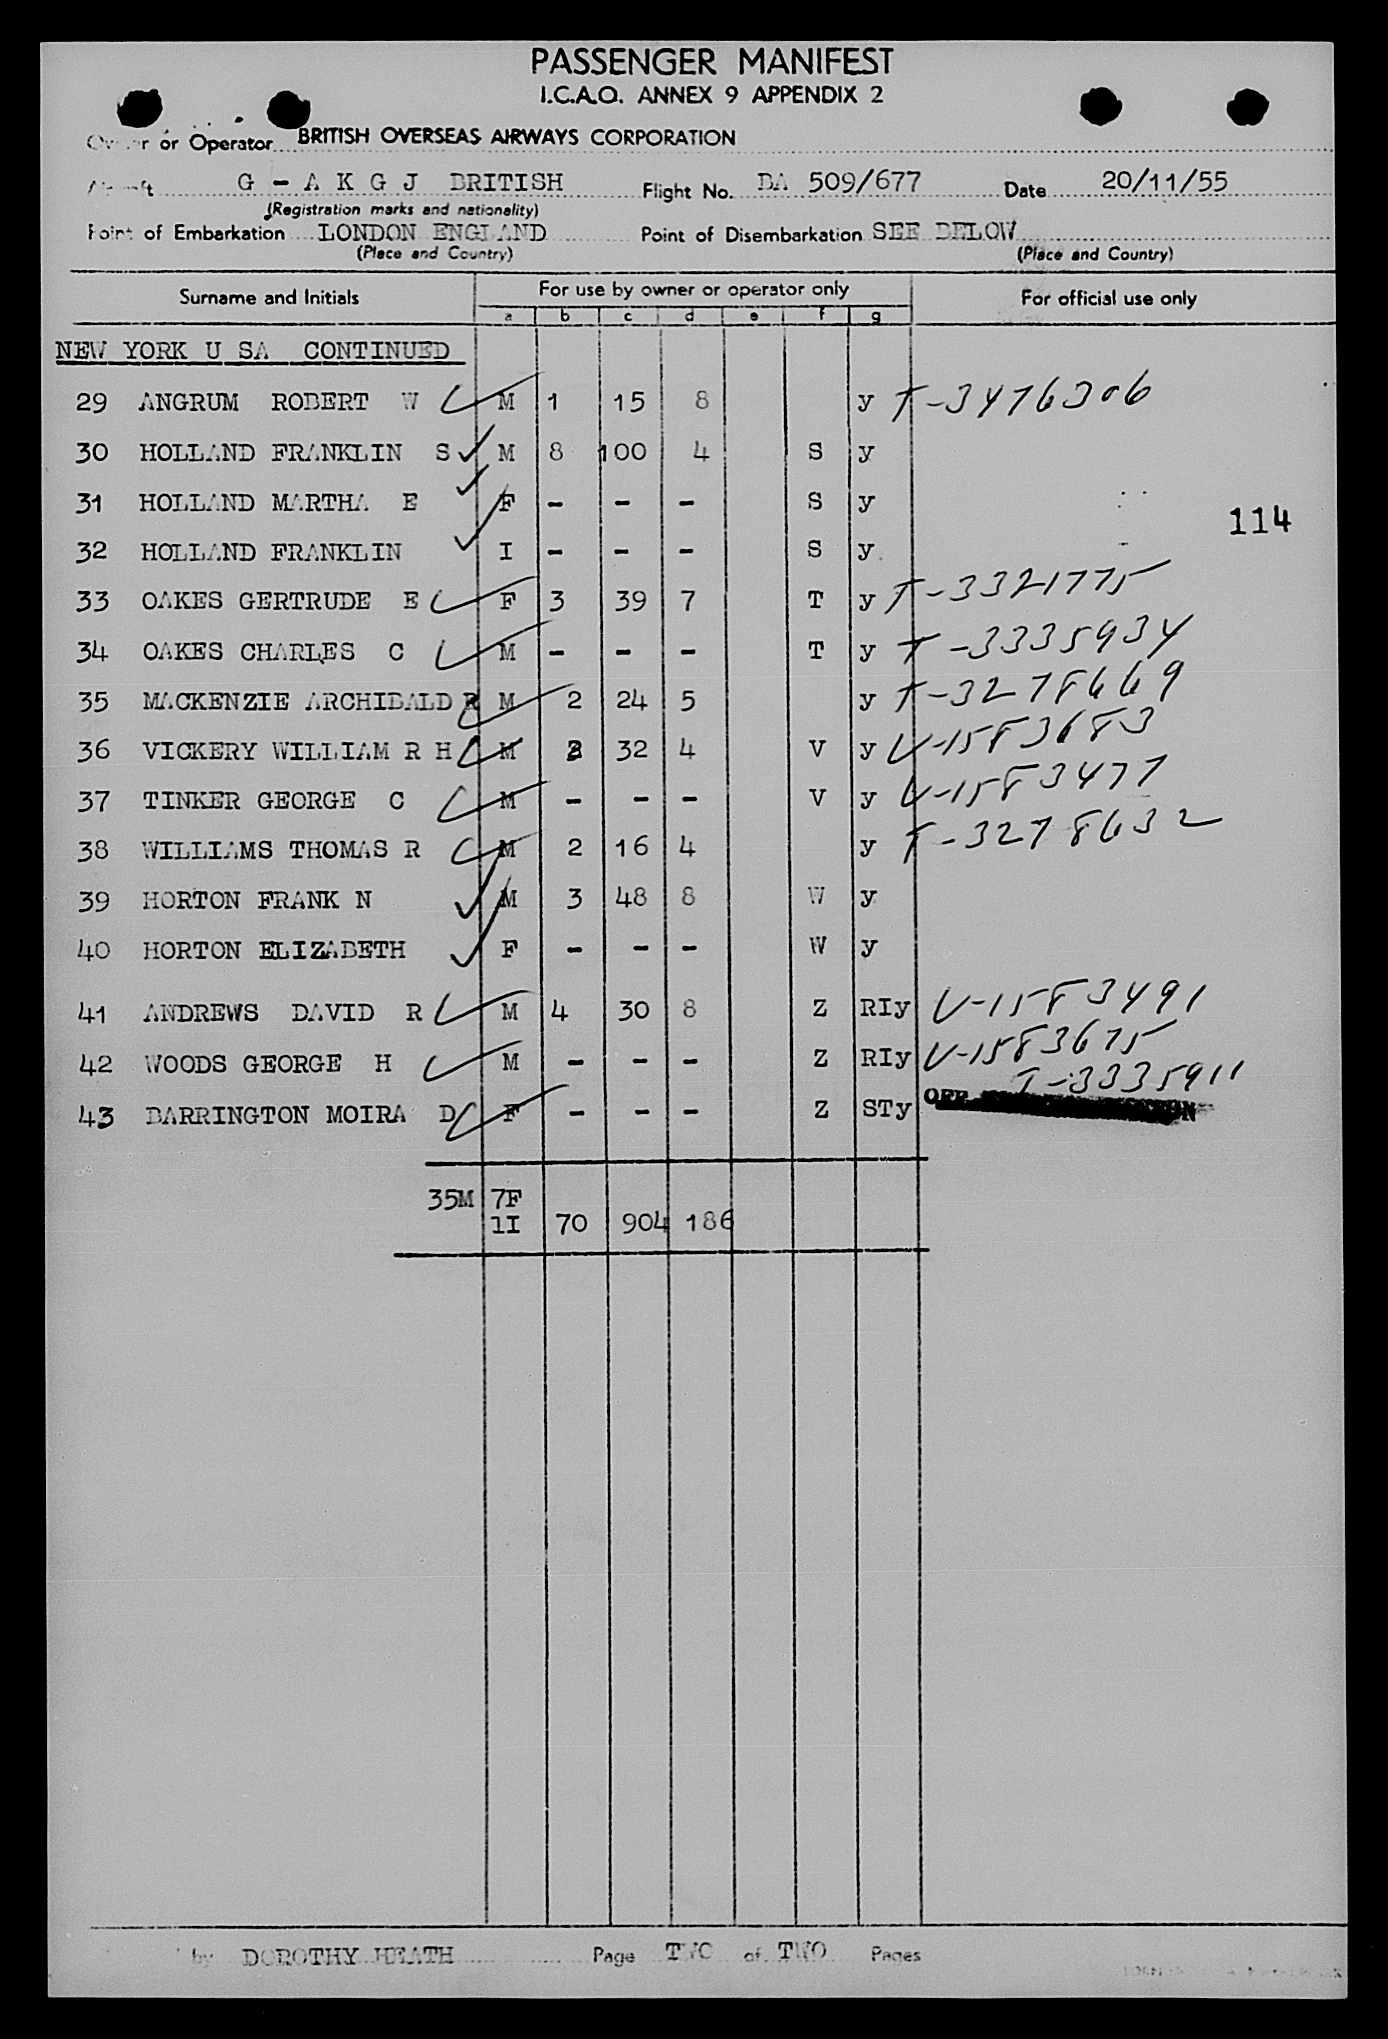 PASSENGER MANIFEST
I.C.A.O. ANNEX 9 APPENDIX 2
or Operator BRITISH OVERSEAS AIRWAYS CORPORATION
G - A K G J BRITISH Flight No. BA 509/677 Date 20/11/55
(Registration marks and nationality)
Point of Embarkation LONDON ENGLAND Point of Disembarkation SEE BELOW
(Place and Country) (Place and Country)
Surname and Initials For use by owner or operator only For official use only
a b c d e f g
NEW YORK U SA CONTINUED
29 ANGRUM ROBERT W M 1 15 8 y T-3476306
30 HOLLAND FRANKLIN S M 8 100 4 S y
31 HOLLAND MARTHA E F - - - S y
114
32 HOLLAND FRANKLIN I - - - S y
33 OAKES GERTRUDE E F 3 39 7 T y T-3321775
34 OAKES CHARLES C M - - - T y T-3335934
35 MACKENZIE ARCHIBALD R M 2 24 5 y T-3278669
36 VICKERY WILLIAM R H M 32 4 V y V-1583683
37 TINKER GEORGE C M - - - V y V-1583477
38 WILLIAMS THOMAS R M 2 16 4 y T-3278632
39 HORTON FRANK N M 3 48 8 W y
40 HORTON ELIZABETH F - - - W y
41 ANDREWS DAVID R M 4 30 8 Z RIy V-1583491
42 WOODS GEORGE H M - - - Z RIy V-1583675
T-3335911
43 BARRINGTON MOIRA D F - - - Z STy OFF
35M 7F
1I 70 904 186
by DOROTHY HEATH Page TWO of TWO Pages